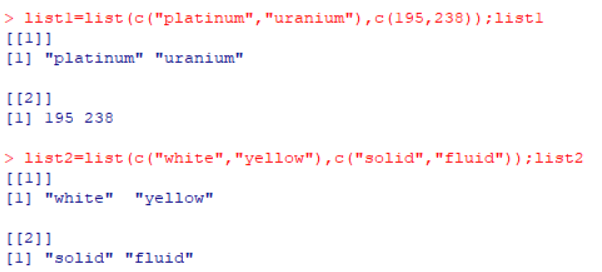 > list1=list(c("platinum","uranium"),c(195,238));list1
[[1]]
[1] "platinum" "uranium"
[[2]]
[1] 195 238
> list2=list(c("white","yellow"),c("solid","fluid"));list2
[[1]]
[1] "white"  "yellow"
[[2]]
[1] "solid" "fluid"